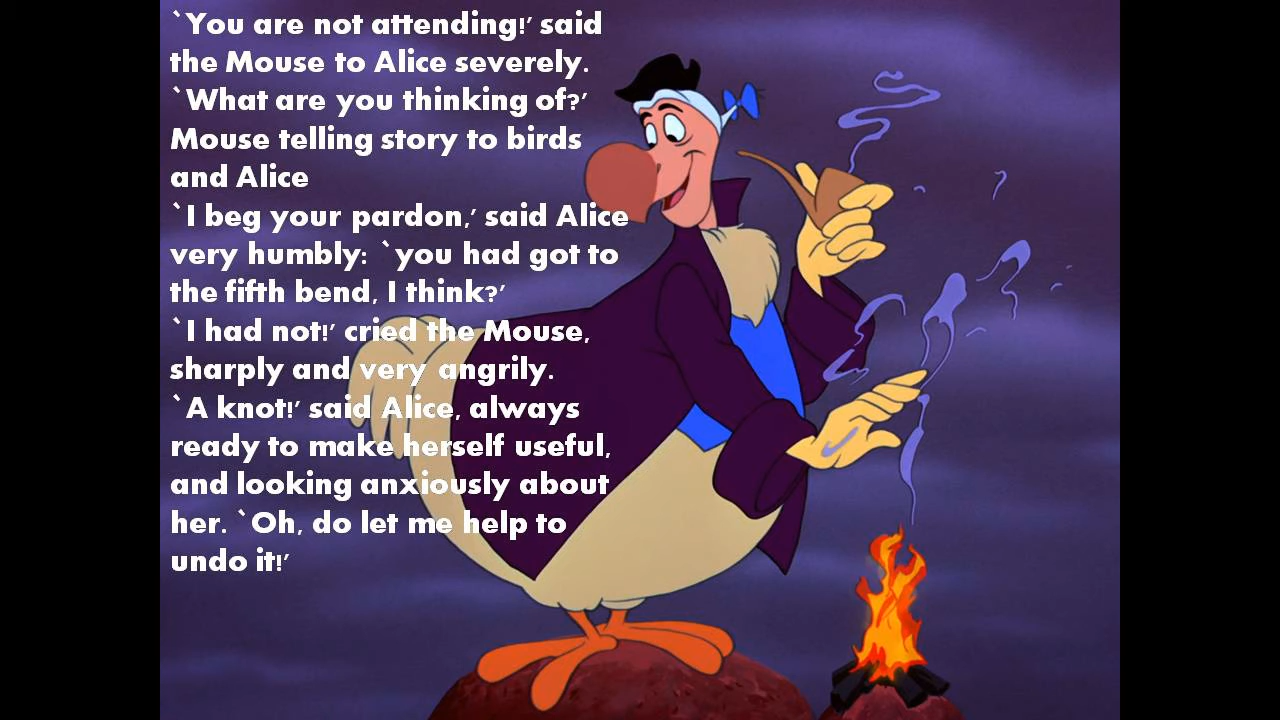 `You are not attending!' said
the Mouse to Alice severely.
`What are you thinking of?'
Mouse telling story to birds
and Alice
`I beg your pardon,' said Alice
very humbly: `you had got to
the fifth bend, I think?'
`I had not!' cried the Mouse,
sharply and very angrily.
`A knot!' said Alice, always
ready to make herself useful,
and looking anxiously about
her. `Oh, do let me help to
undo it!'